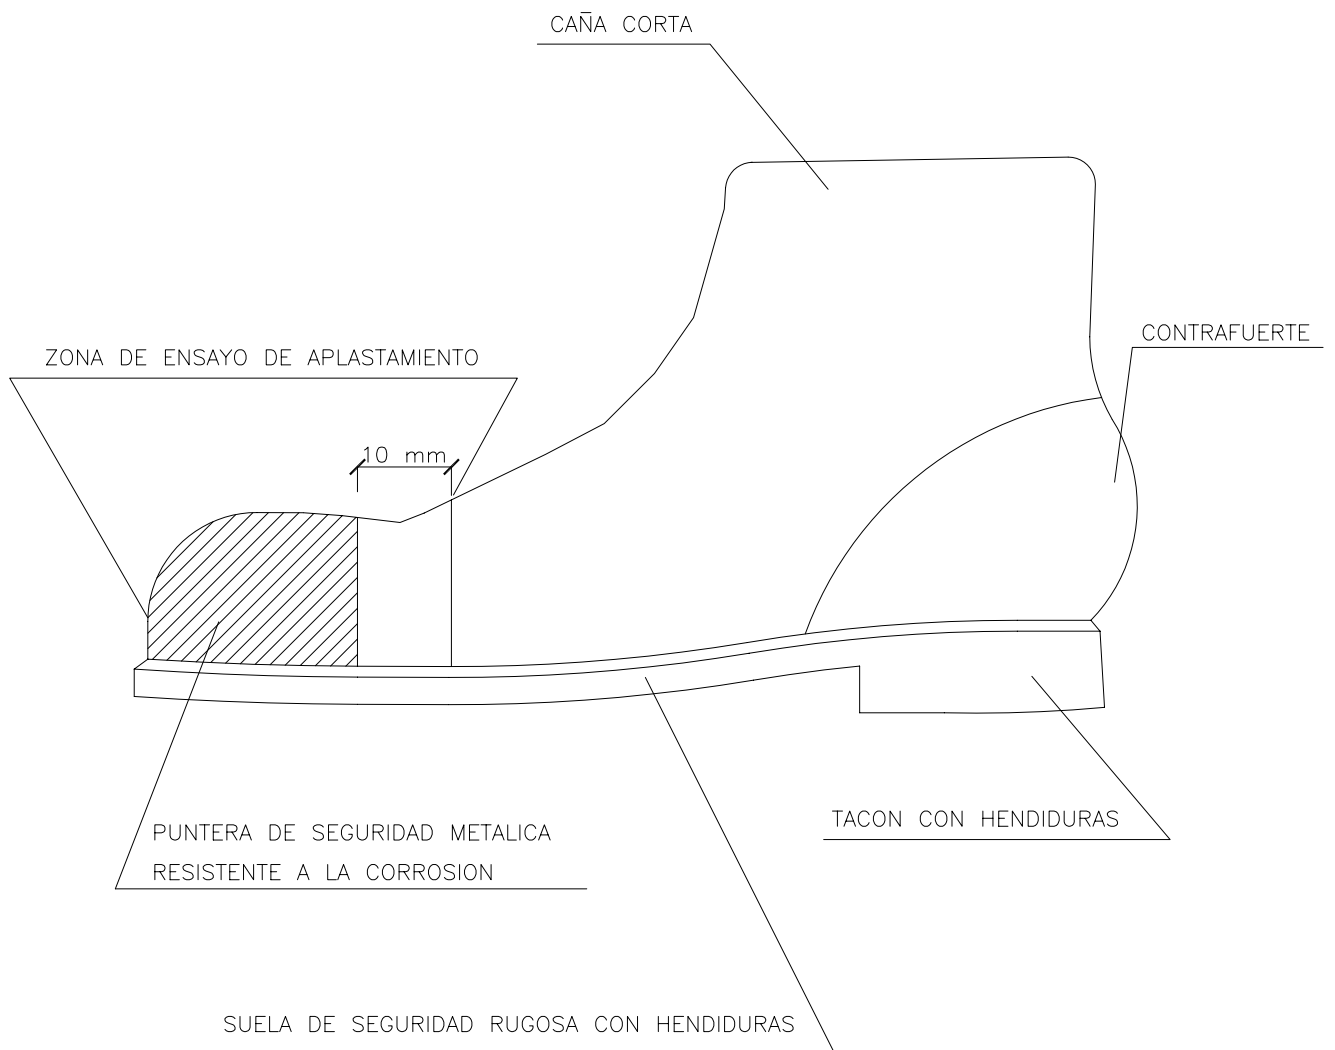 CAÑA CORTA
CONTRAFUERTE
ZONA DE ENSAYO DE APLASTAMIENTO
10 mm
TACON CON HENDIDURAS
PUNTERA DE SEGURIDAD METALICA
RESISTENTE A LA CORROSION
SUELA DE SEGURIDAD RUGOSA CON HENDIDURAS